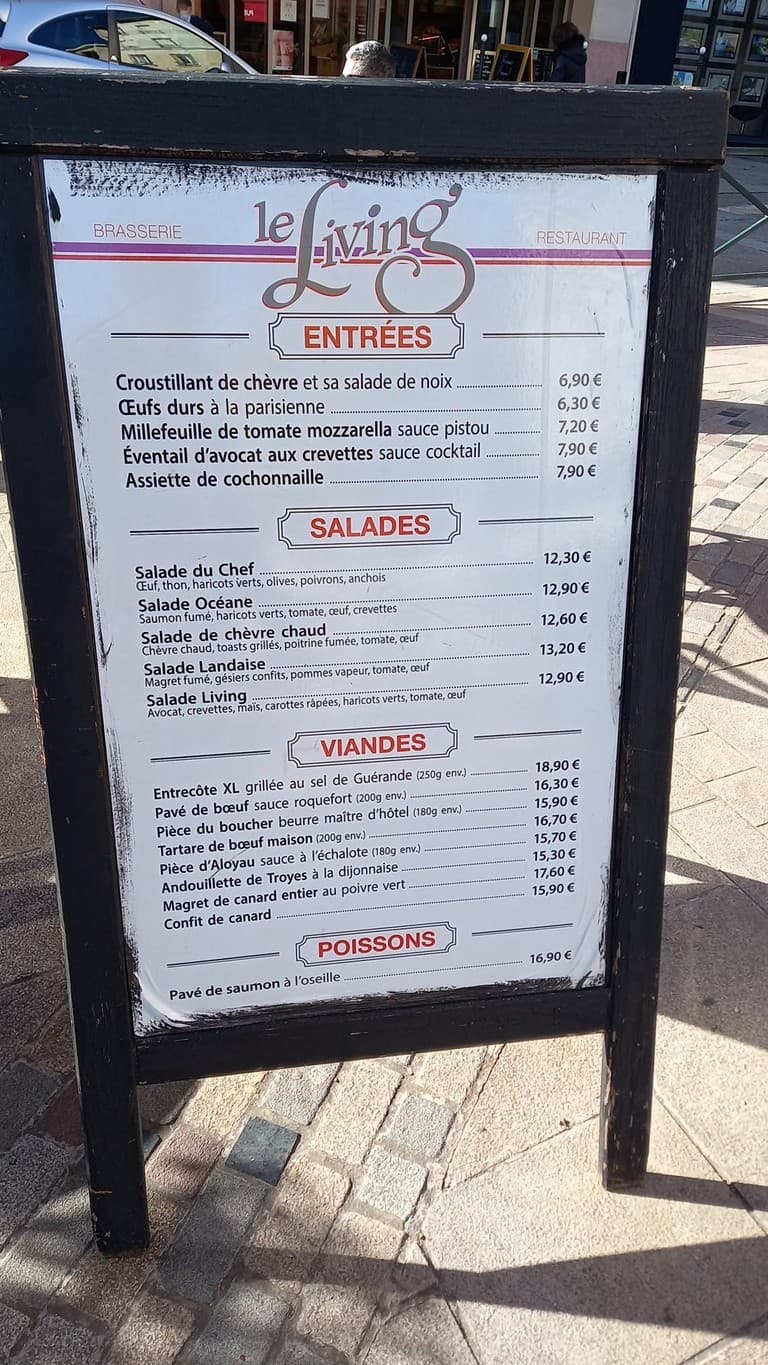 BRASSERIE
le Living
RESTAURANT
ENTRÉES
Croustillant de chèvre et sa salade de noix 6,90 €
Œufs durs à la parisienne 6,30 €
Millefeuille de tomate mozzarella sauce pistou 7,20 €
Éventail d'avocat aux crevettes sauce cocktail 7,90 €
Assiette de cochonnaille 7,90 €
SALADES
Salade du Chef 12,30 €
Œuf, thon, haricots verts, olives, poivrons, anchois
Salade Océane 12,90 €
Saumon fumé, haricots verts, tomate, œuf, crevettes
Salade de chèvre chaud 12,60 €
Chèvre chaud, toasts grillés, poitrine fumée, tomate, œuf
Salade Landaise 13,20 €
Magret fumé, gésiers confits, pommes vapeur, tomate, œuf
Salade Living 12,90 €
Avocat, crevettes, maïs, carottes râpées, haricots verts, tomate, œuf
VIANDES
Entrecôte XL grillée au sel de Guérande (250g env.) 18,90 €
Pavé de bœuf sauce roquefort (200g env.) 16,30 €
Pièce du boucher beurre maître d'hôtel (180g env.) 15,90 €
Tartare de bœuf maison (200g env.) 16,70 €
Pièce d'Aloyau sauce à l'échalote (180g env.) 15,70 €
Andouillette de Troyes à la dijonnaise 15,30 €
Magret de canard entier au poivre vert 17,60 €
Confit de canard 15,90 €
POISSONS
Pavé de saumon à l'oseille 16,90 €